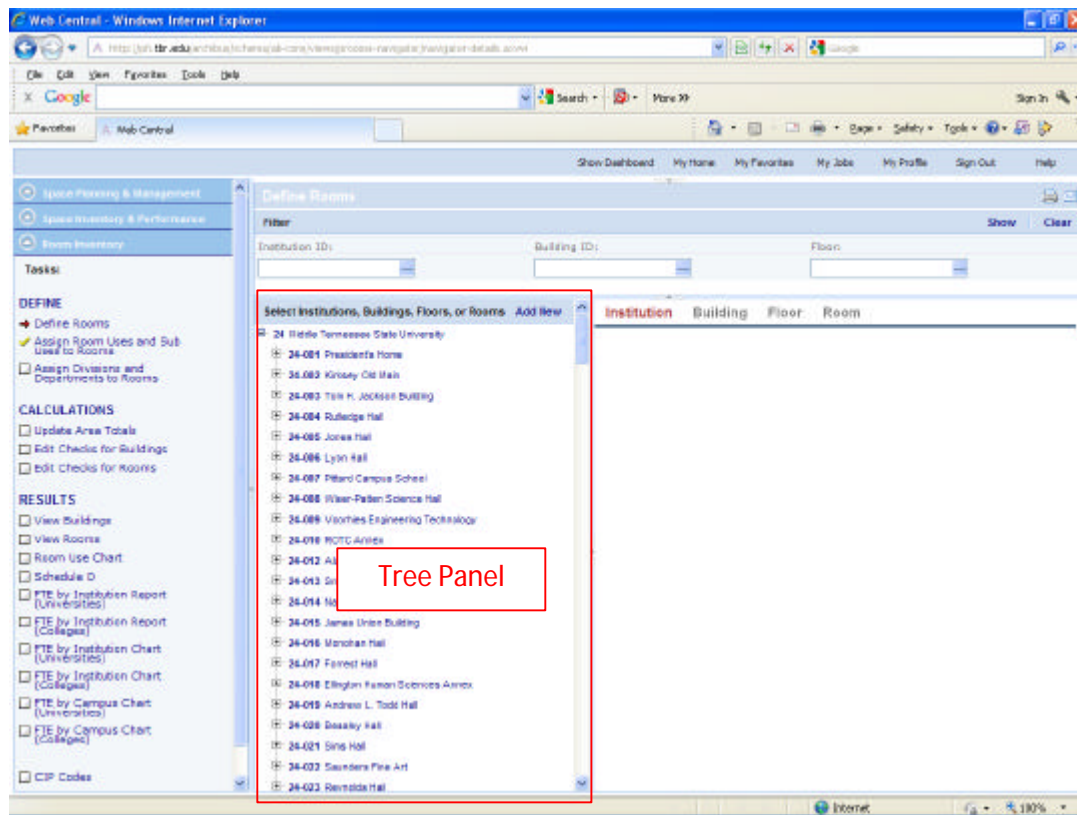 Web Central - Windows Internet Explorer
Google
File Edit View Favorites Tools Help
x Google Search More >> Sign In
Favorites Web Central Page Safety Tools
Show Dashboard My Home My Favorites My Jobs My Profile Sign Out Help
Space Planning & Management
Space Inventory & Performance
Room Inventory
Tasks:
DEFINE
Define Rooms
Assign Room Uses and Sub
Uses to Rooms
Assign Divisions and
Departments to Rooms
CALCULATIONS
Update Area Totals
Edit Checks for Buildings
Edit Checks for Rooms
RESULTS
View Buildings
View Rooms
Room Use Chart
Schedule D
FTE by Institution Report
(Universities)
FTE by Institution Report
(Colleges)
FTE by Institution Chart
(Universities)
FTE by Institution Chart
(Colleges)
FTE by Campus Chart
(Universities)
FTE by Campus Chart
(Colleges)
CIP Codes
Define Rooms
Filter Show Clear
Institution ID: Building ID: Floor:
Select Institutions, Buildings, Floors, or Rooms Add New
24 Middle Tennessee State University
24-001 President's Home
24-002 Kirksey Old Main
24-003 Tom H. Jackson Building
24-004 Rutledge Hall
24-005 Jones Hall
24-006 Lyon Hall
24-007 Pittard Campus School
24-008 Wiser-Patten Science Hall
24-009 Voorhies Engineering Technology
24-010 ROTC Annex
24-012
24-013
24-014
24-015 James Union Building
24-016 Monohan Hall
24-017 Forrest Hall
24-018 Ellington Human Sciences Annex
24-019 Andrew L. Todd Hall
24-020 Beasley Hall
24-021 Sims Hall
24-022 Saunders Fine Art
24-023 Reynolds Hall
Tree Panel
Institution Building Floor Room
Internet 100%